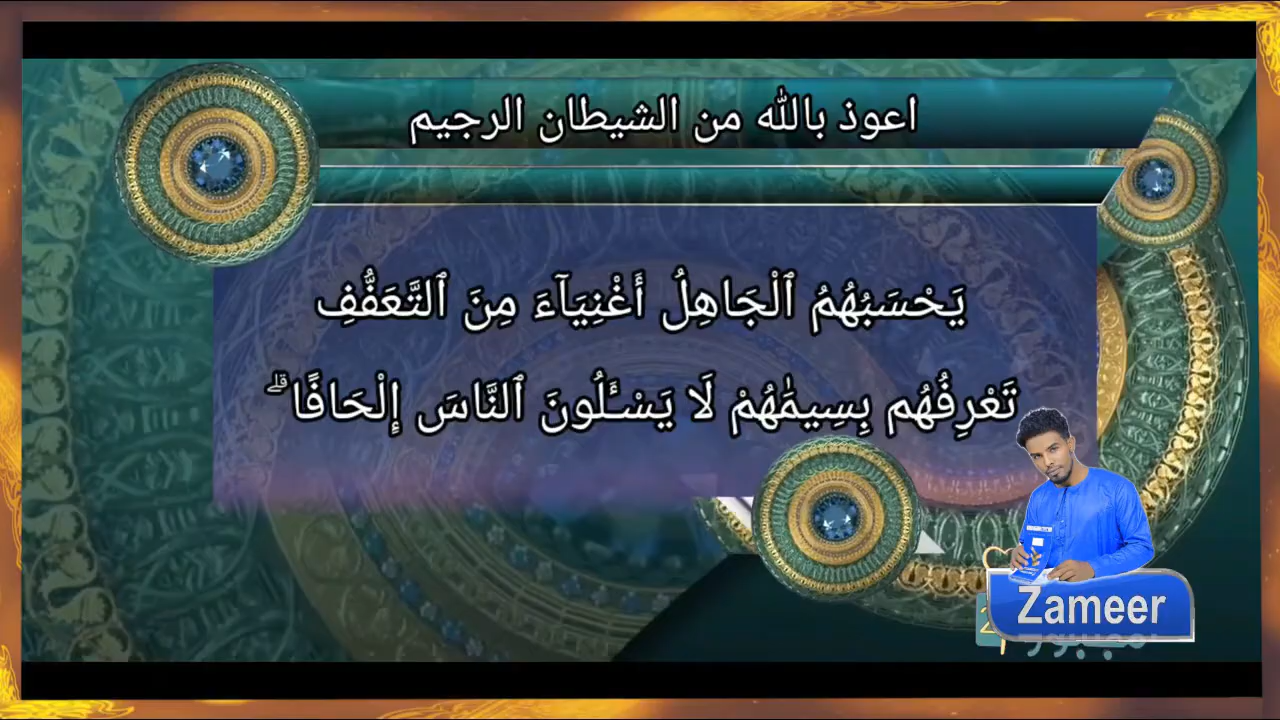 اعوذ بالله من الشيطان الرجيم
يَحْسَبُهُمُ ٱلْجَاهِلُ أَغْنِيَآءَ مِنَ ٱلتَّعَفُّفِ
تَعْرِفُهُم بِسِيمَٰهُمْ لَا يَسْـَٔلُونَ ٱلنَّاسَ إِلْحَافًا ۗ
Zameer